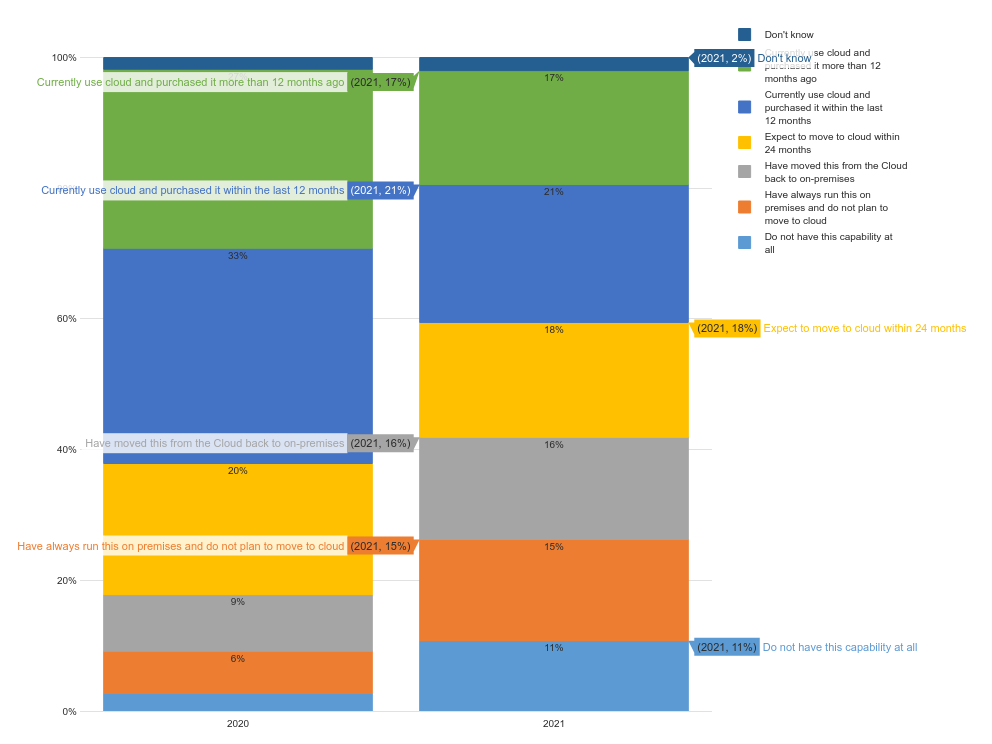 Don't know
100%
(2021, 2%) Don't know
Currently use cloud and
purchased it more than 12
months ago
17%
Currently use cloud and purchased it more than 12 months ago (2021, 17%)
Currently use cloud and
purchased it within the last
12 months
Expect to move to cloud within
24 months
Have moved this from the Cloud
back to on-premises
Currently use cloud and purchased it within the last 12 months (2021, 21%)
21%
Have always run this on
premises and do not plan to
move to cloud
Do not have this capability at
all
33%
60%
18%
(2021, 18%) Expect to move to cloud within 24 months
40%
Have moved this from the Cloud back to on-premises (2021, 16%)
16%
20%
Have always run this on premises and do not plan to move to cloud (2021, 15%)
15%
20%
9%
6%
11%
(2021, 11%) Do not have this capability at all
0%
2020
2021